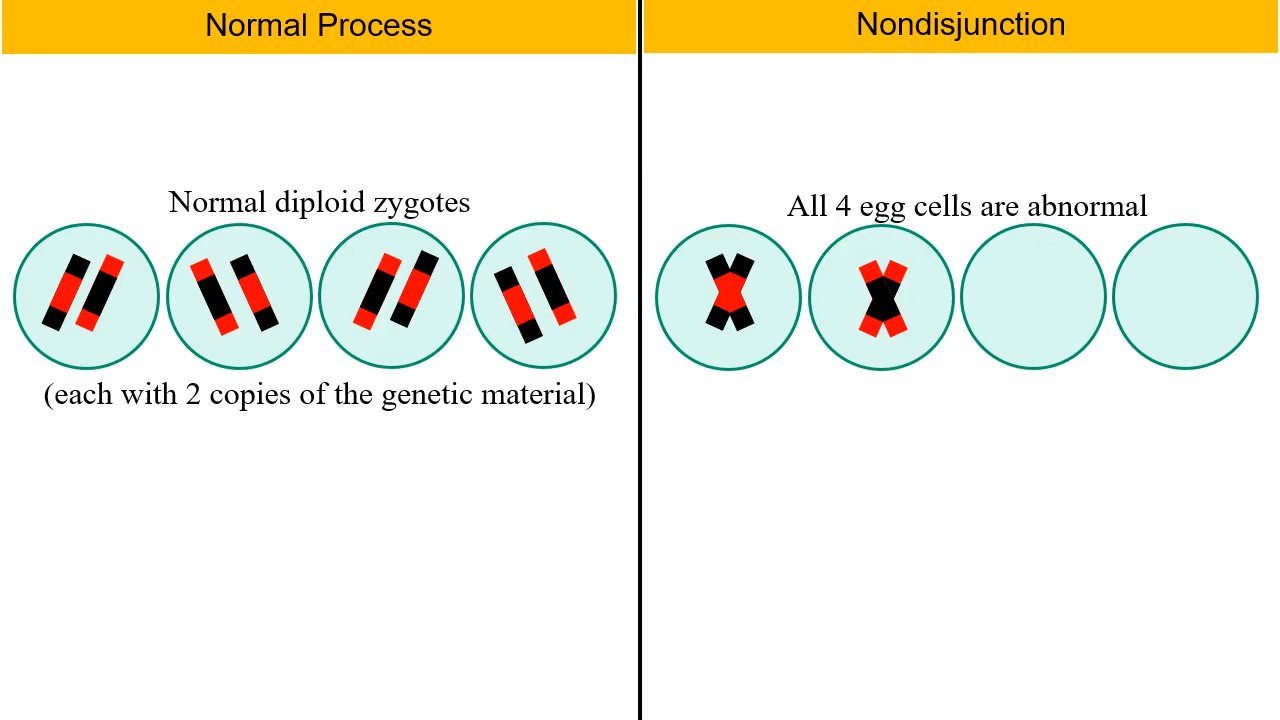 Normal Process
Normal diploid zygotes
(each with 2 copies of the genetic material)
Nondisjunction
All 4 egg cells are abnormal